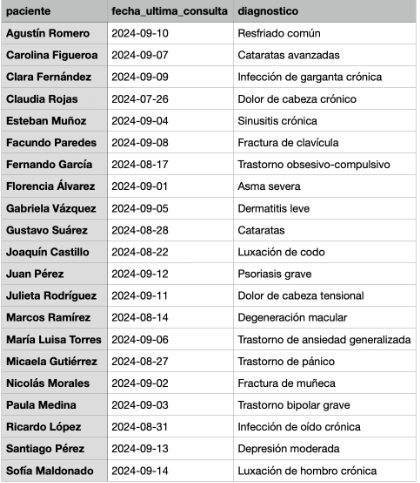 paciente fecha_ultima_consulta diagnostico
Agustín Romero 2024-09-10 Resfriado común
Carolina Figueroa 2024-09-07 Cataratas avanzadas
Clara Fernández 2024-09-09 Infección de garganta crónica
Claudia Rojas 2024-07-26 Dolor de cabeza crónico
Esteban Muñoz 2024-09-04 Sinusitis crónica
Facundo Paredes 2024-09-08 Fractura de clavícula
Fernando García 2024-08-17 Trastorno obsesivo-compulsivo
Florencia Álvarez 2024-09-01 Asma severa
Gabriela Vázquez 2024-09-05 Dermatitis leve
Gustavo Suárez 2024-08-28 Cataratas
Joaquín Castillo 2024-08-22 Luxación de codo
Juan Pérez 2024-09-12 Psoriasis grave
Julieta Rodríguez 2024-09-11 Dolor de cabeza tensional
Marcos Ramírez 2024-08-14 Degeneración macular
María Luisa Torres 2024-09-06 Trastorno de ansiedad generalizada
Micaela Gutiérrez 2024-08-27 Trastorno de pánico
Nicolás Morales 2024-09-02 Fractura de muñeca
Paula Medina 2024-09-03 Trastorno bipolar grave
Ricardo López 2024-08-31 Infección de oído crónica
Santiago Pérez 2024-09-13 Depresión moderada
Sofía Maldonado 2024-09-14 Luxación de hombro crónica